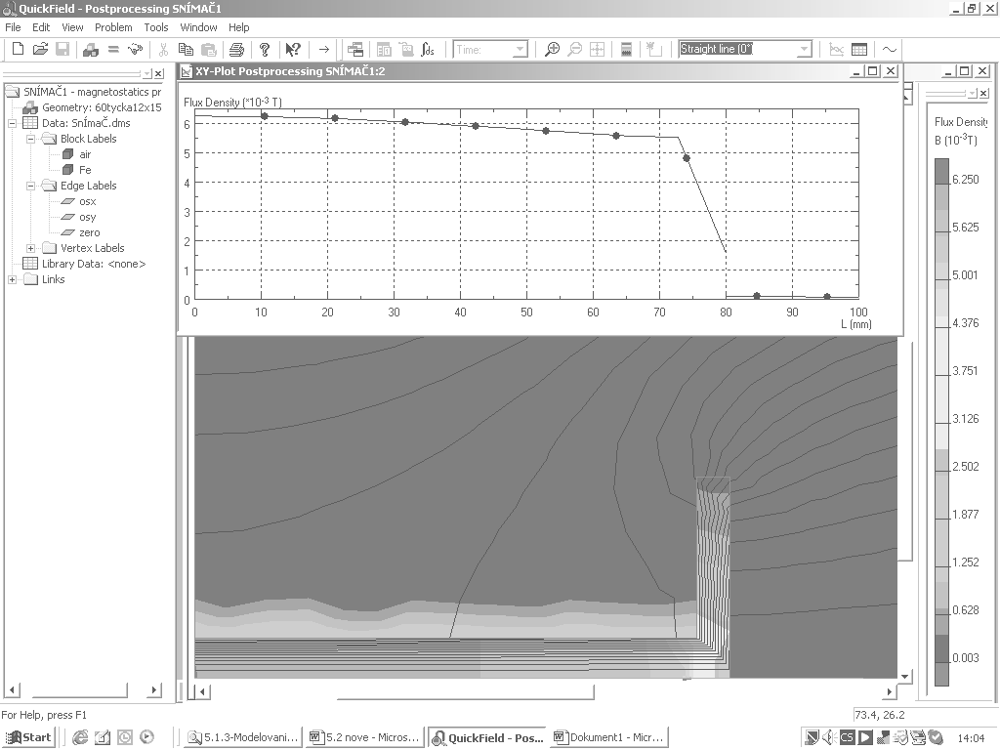 QuickField - Postprocessing SNÍMAČ1
File Edit View Problem Tools Window Help
Time:
Straight line (0°)
XY-Plot Postprocessing SNÍMAČ1:2
SNÍMAČ1 - magnetostatics pr
Geometry: 60tycka12x15
Data: SnÍmaČ.dms
Block Labels
air
Fe
Edge Labels
osx
osy
zero
Vertex Labels
Library Data: <none>
Links
Flux Density (*10-3 T)
6
5
4
3
2
1
0
0 10 20 30 40 50 60 70 80 90 100
L (mm)
Flux Density
B (10-3T)
6.250
5.625
5.001
4.376
3.751
3.126
2.502
1.877
1.252
0.628
0.003
For Help, press F1
73.4, 26.2
Start
5.1.3-Modelovani...
5.2 nove - Micros...
QuickField - Pos...
Dokument1 - Micr...
CS
14:04